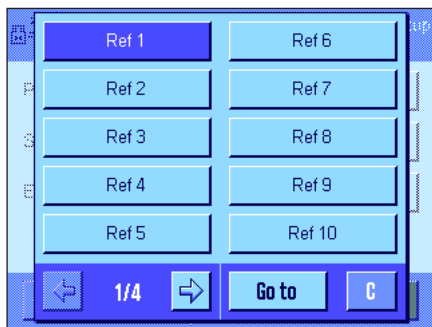 Ref 1
Ref 6
Ref 2
Ref 7
Ref 3
Ref 8
Ref 4
Ref 9
Ref 5
Ref 10
1/4
Go to
C